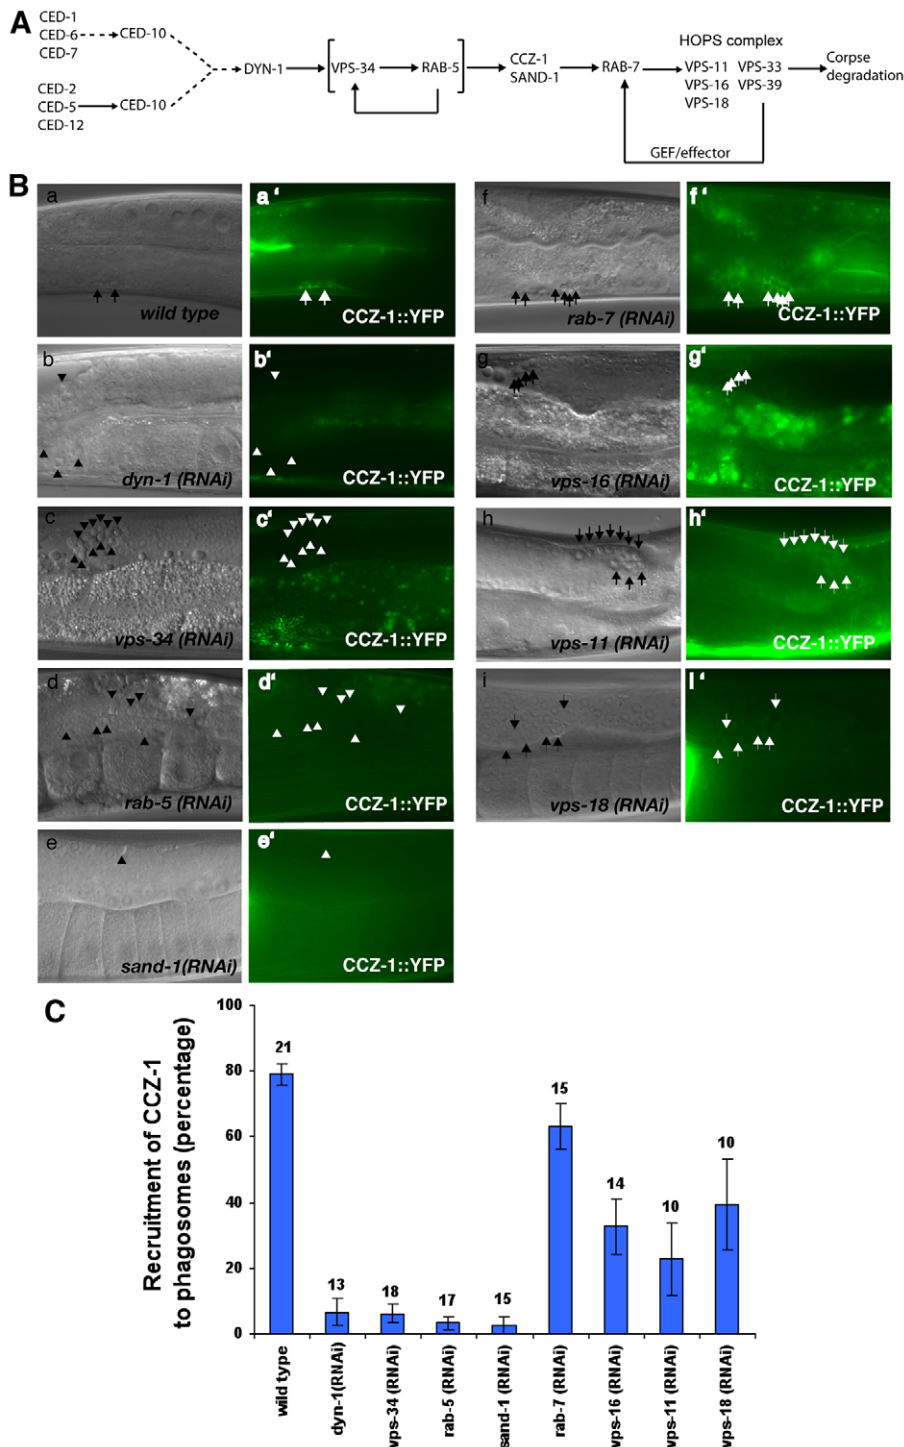 A
CED-1
CED-6
CED-7
CED-10
CED-2
CED-5
CED-12
CED-10
DYN-1
VPS-34
RAB-5
CCZ-1
SAND-1
RAB-7
HOPS complex
VPS-11 VPS-33
VPS-16 VPS-39
VPS-18
Corpse
degradation
GEF/effector
B
a
wild type
a'
CCZ-1::YFP
f
rab-7 (RNAi)
f'
CCZ-1::YFP
b
dyn-1 (RNAi)
b'
CCZ-1::YFP
g
vps-16 (RNAi)
g'
CCZ-1::YFP
c
vps-34 (RNAi)
c'
CCZ-1::YFP
h
vps-11 (RNAi)
h'
CCZ-1::YFP
d
rab-5 (RNAi)
d'
CCZ-1::YFP
i
vps-18 (RNAi)
I'
CCZ-1::YFP
e
sand-1(RNAi)
e'
CCZ-1::YFP
C
Recruitment of CCZ-1
to phagosomes (percentage)
100
80
60
40
20
0
21
13
18
17
15
15
14
10
10
wild type
dyn-1(RNAi)
vps-34 (RNAi)
rab-5 (RNAi)
sand-1 (RNAi)
rab-7 (RNAi)
vps-16 (RNAi)
vps-11 (RNAi)
vps-18 (RNAi)